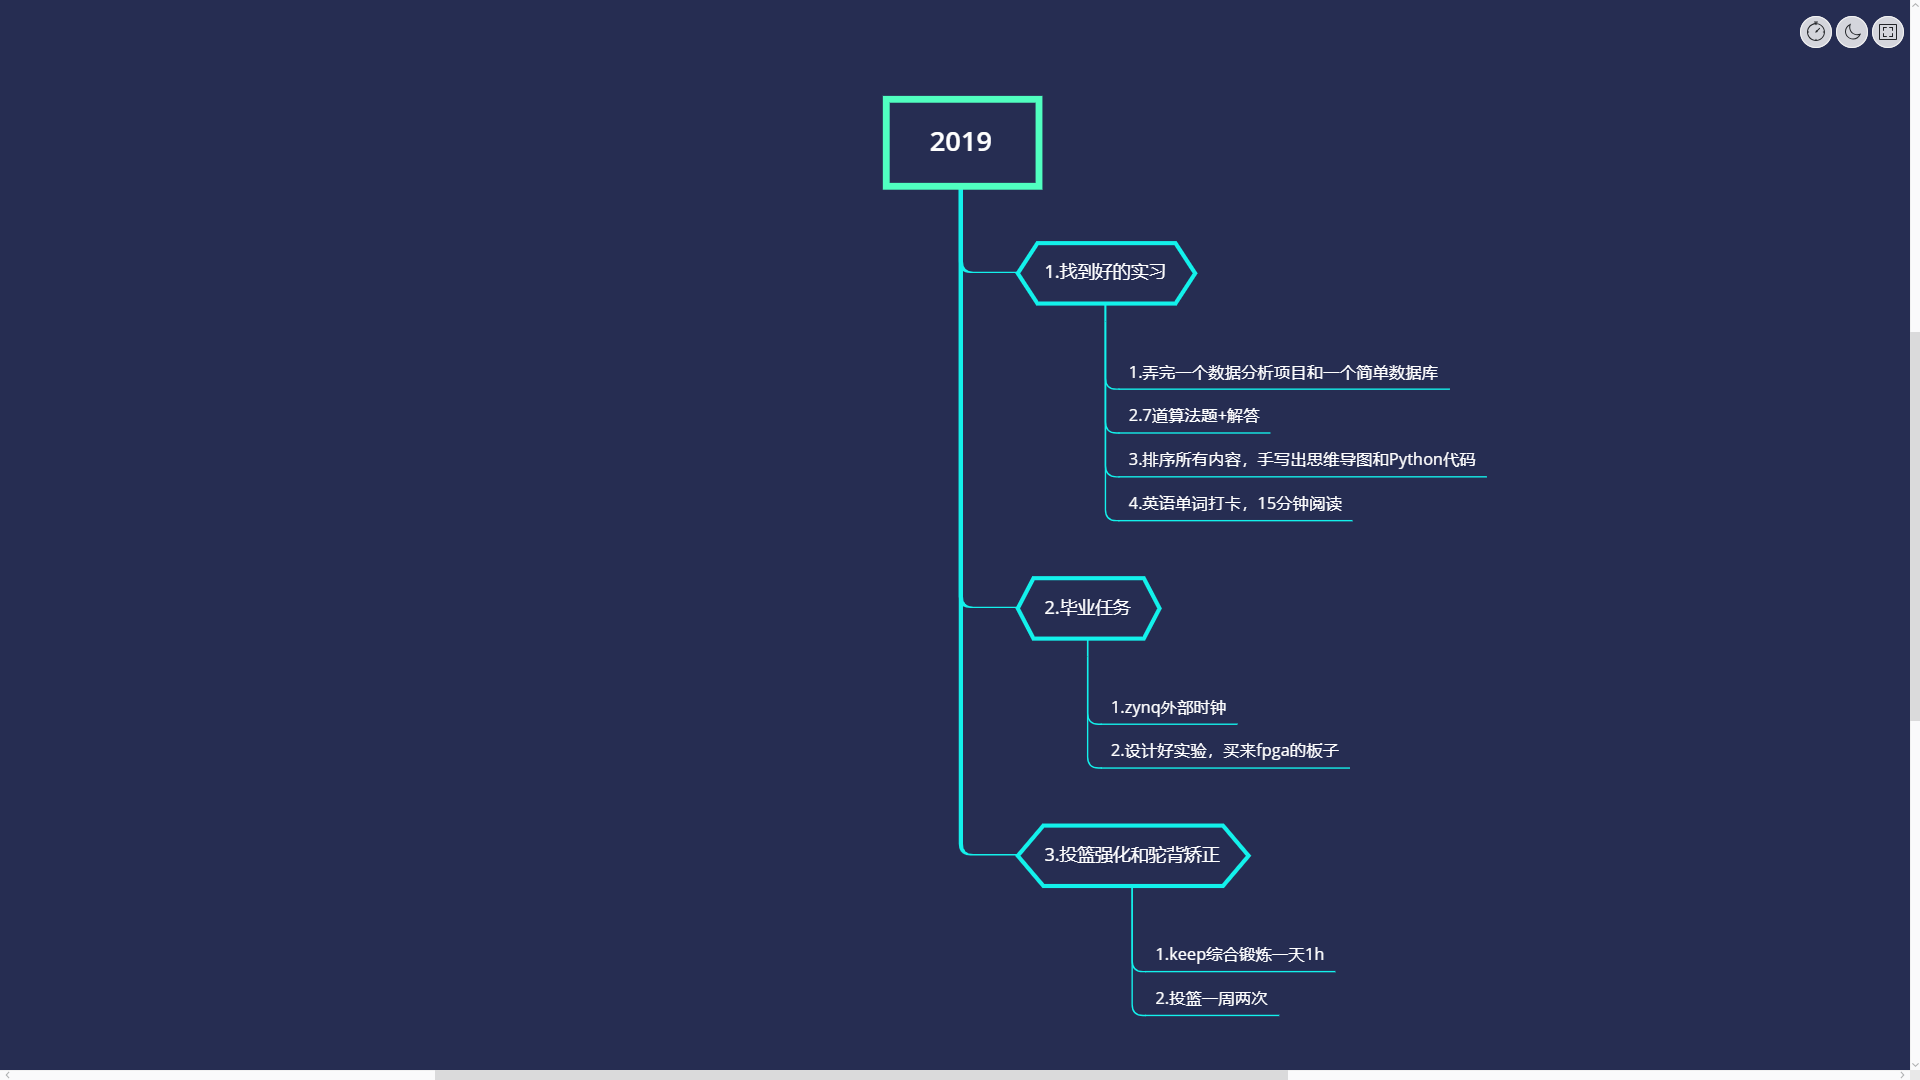 2019
1.找到好的实习
1.弄完一个数据分析项目和一个简单数据库
2.7道算法题+解答
3.排序所有内容，手写出思维导图和Python代码
4.英语单词打卡，15分钟阅读
2.毕业任务
1.zynq外部时钟
2.设计好实验，买来fpga的板子
3.投篮强化和驼背矫正
1.keep综合锻炼一天1h
2.投篮一周两次